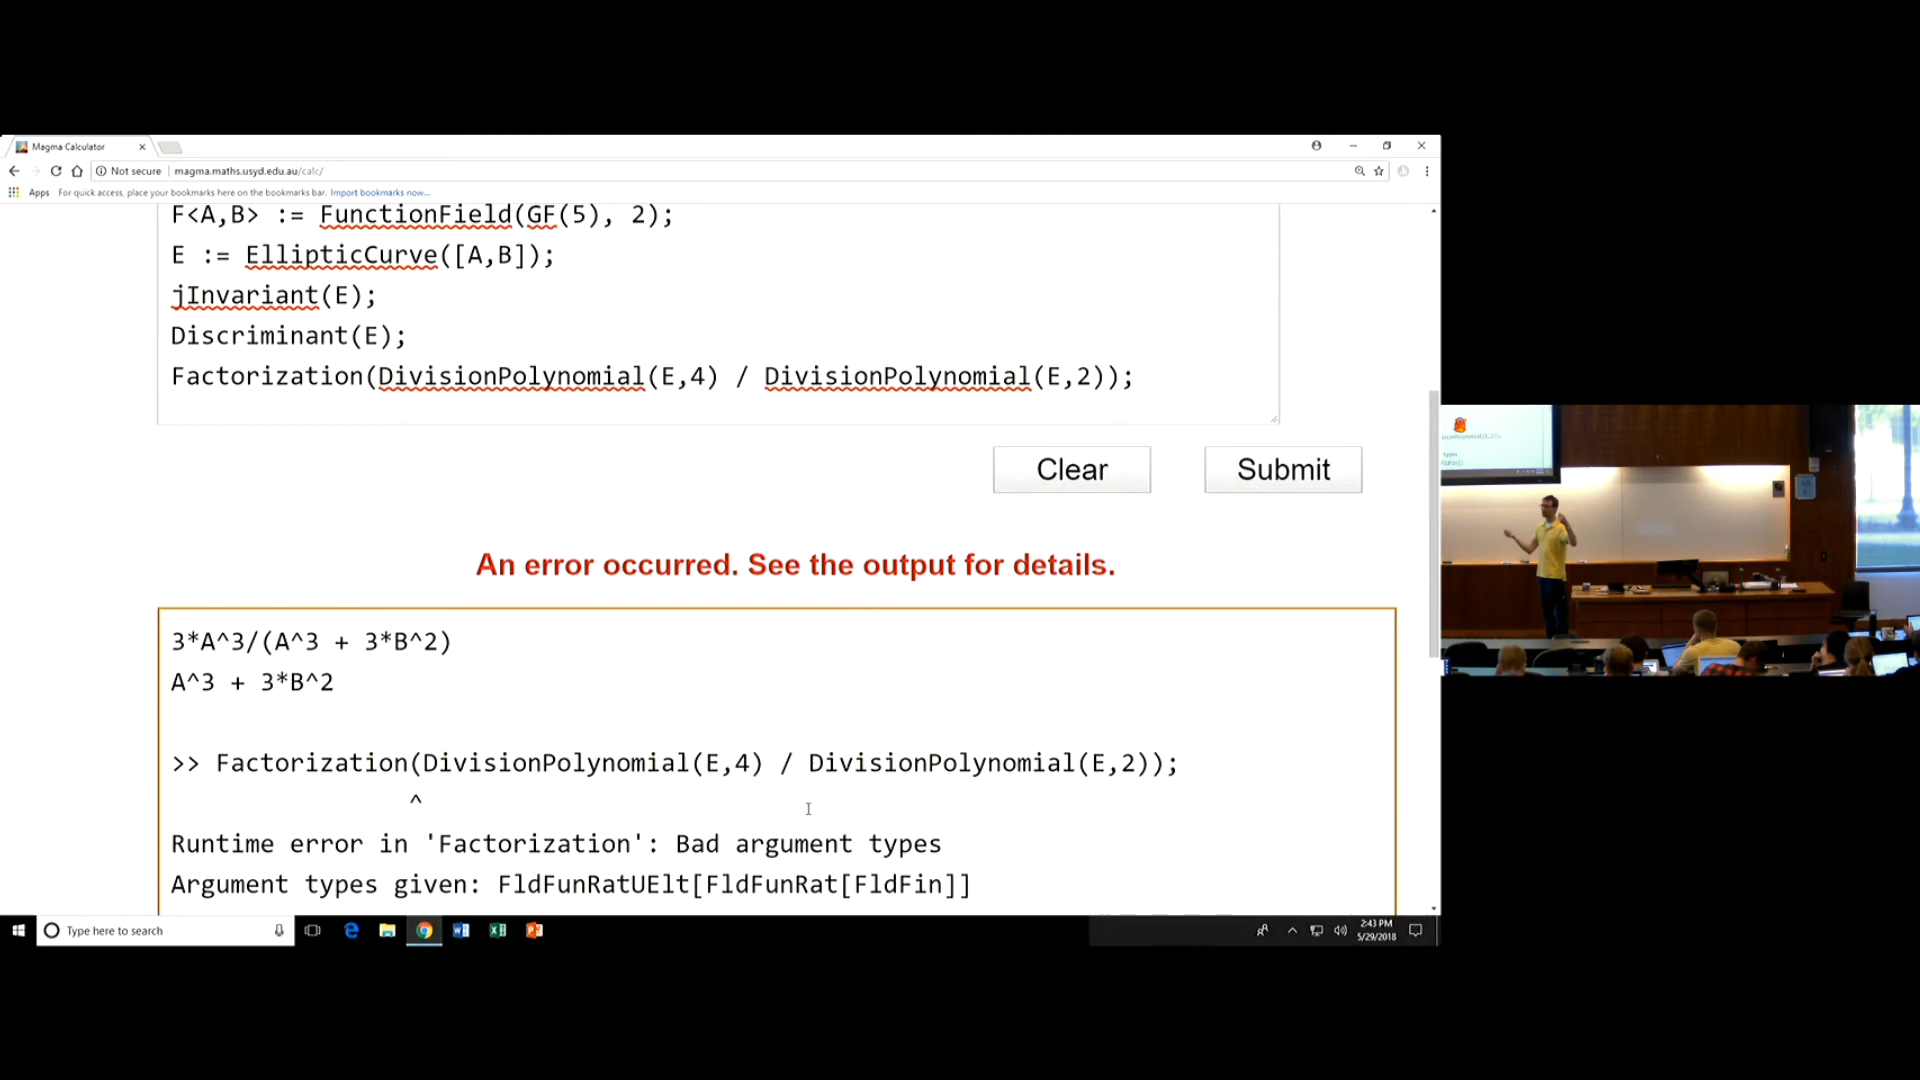 Magma Calculator
Not secure | magma.maths.usyd.edu.au/calc/
Apps For quick access, place your bookmarks here on the bookmarks bar. Import bookmarks now...
F<A,B> := FunctionField(GF(5), 2);
E := EllipticCurve([A,B]);
jInvariant(E);
Discriminant(E);
Factorization(DivisionPolynomial(E,4) / DivisionPolynomial(E,2));
Clear Submit
An error occurred. See the output for details.
3*A^3/(A^3 + 3*B^2)
A^3 + 3*B^2
>> Factorization(DivisionPolynomial(E,4) / DivisionPolynomial(E,2));
^
Runtime error in 'Factorization': Bad argument types
Argument types given: FldFunRatUElt[FldFunRat[FldFin]]
Type here to search
2:43 PM
5/29/2018
types